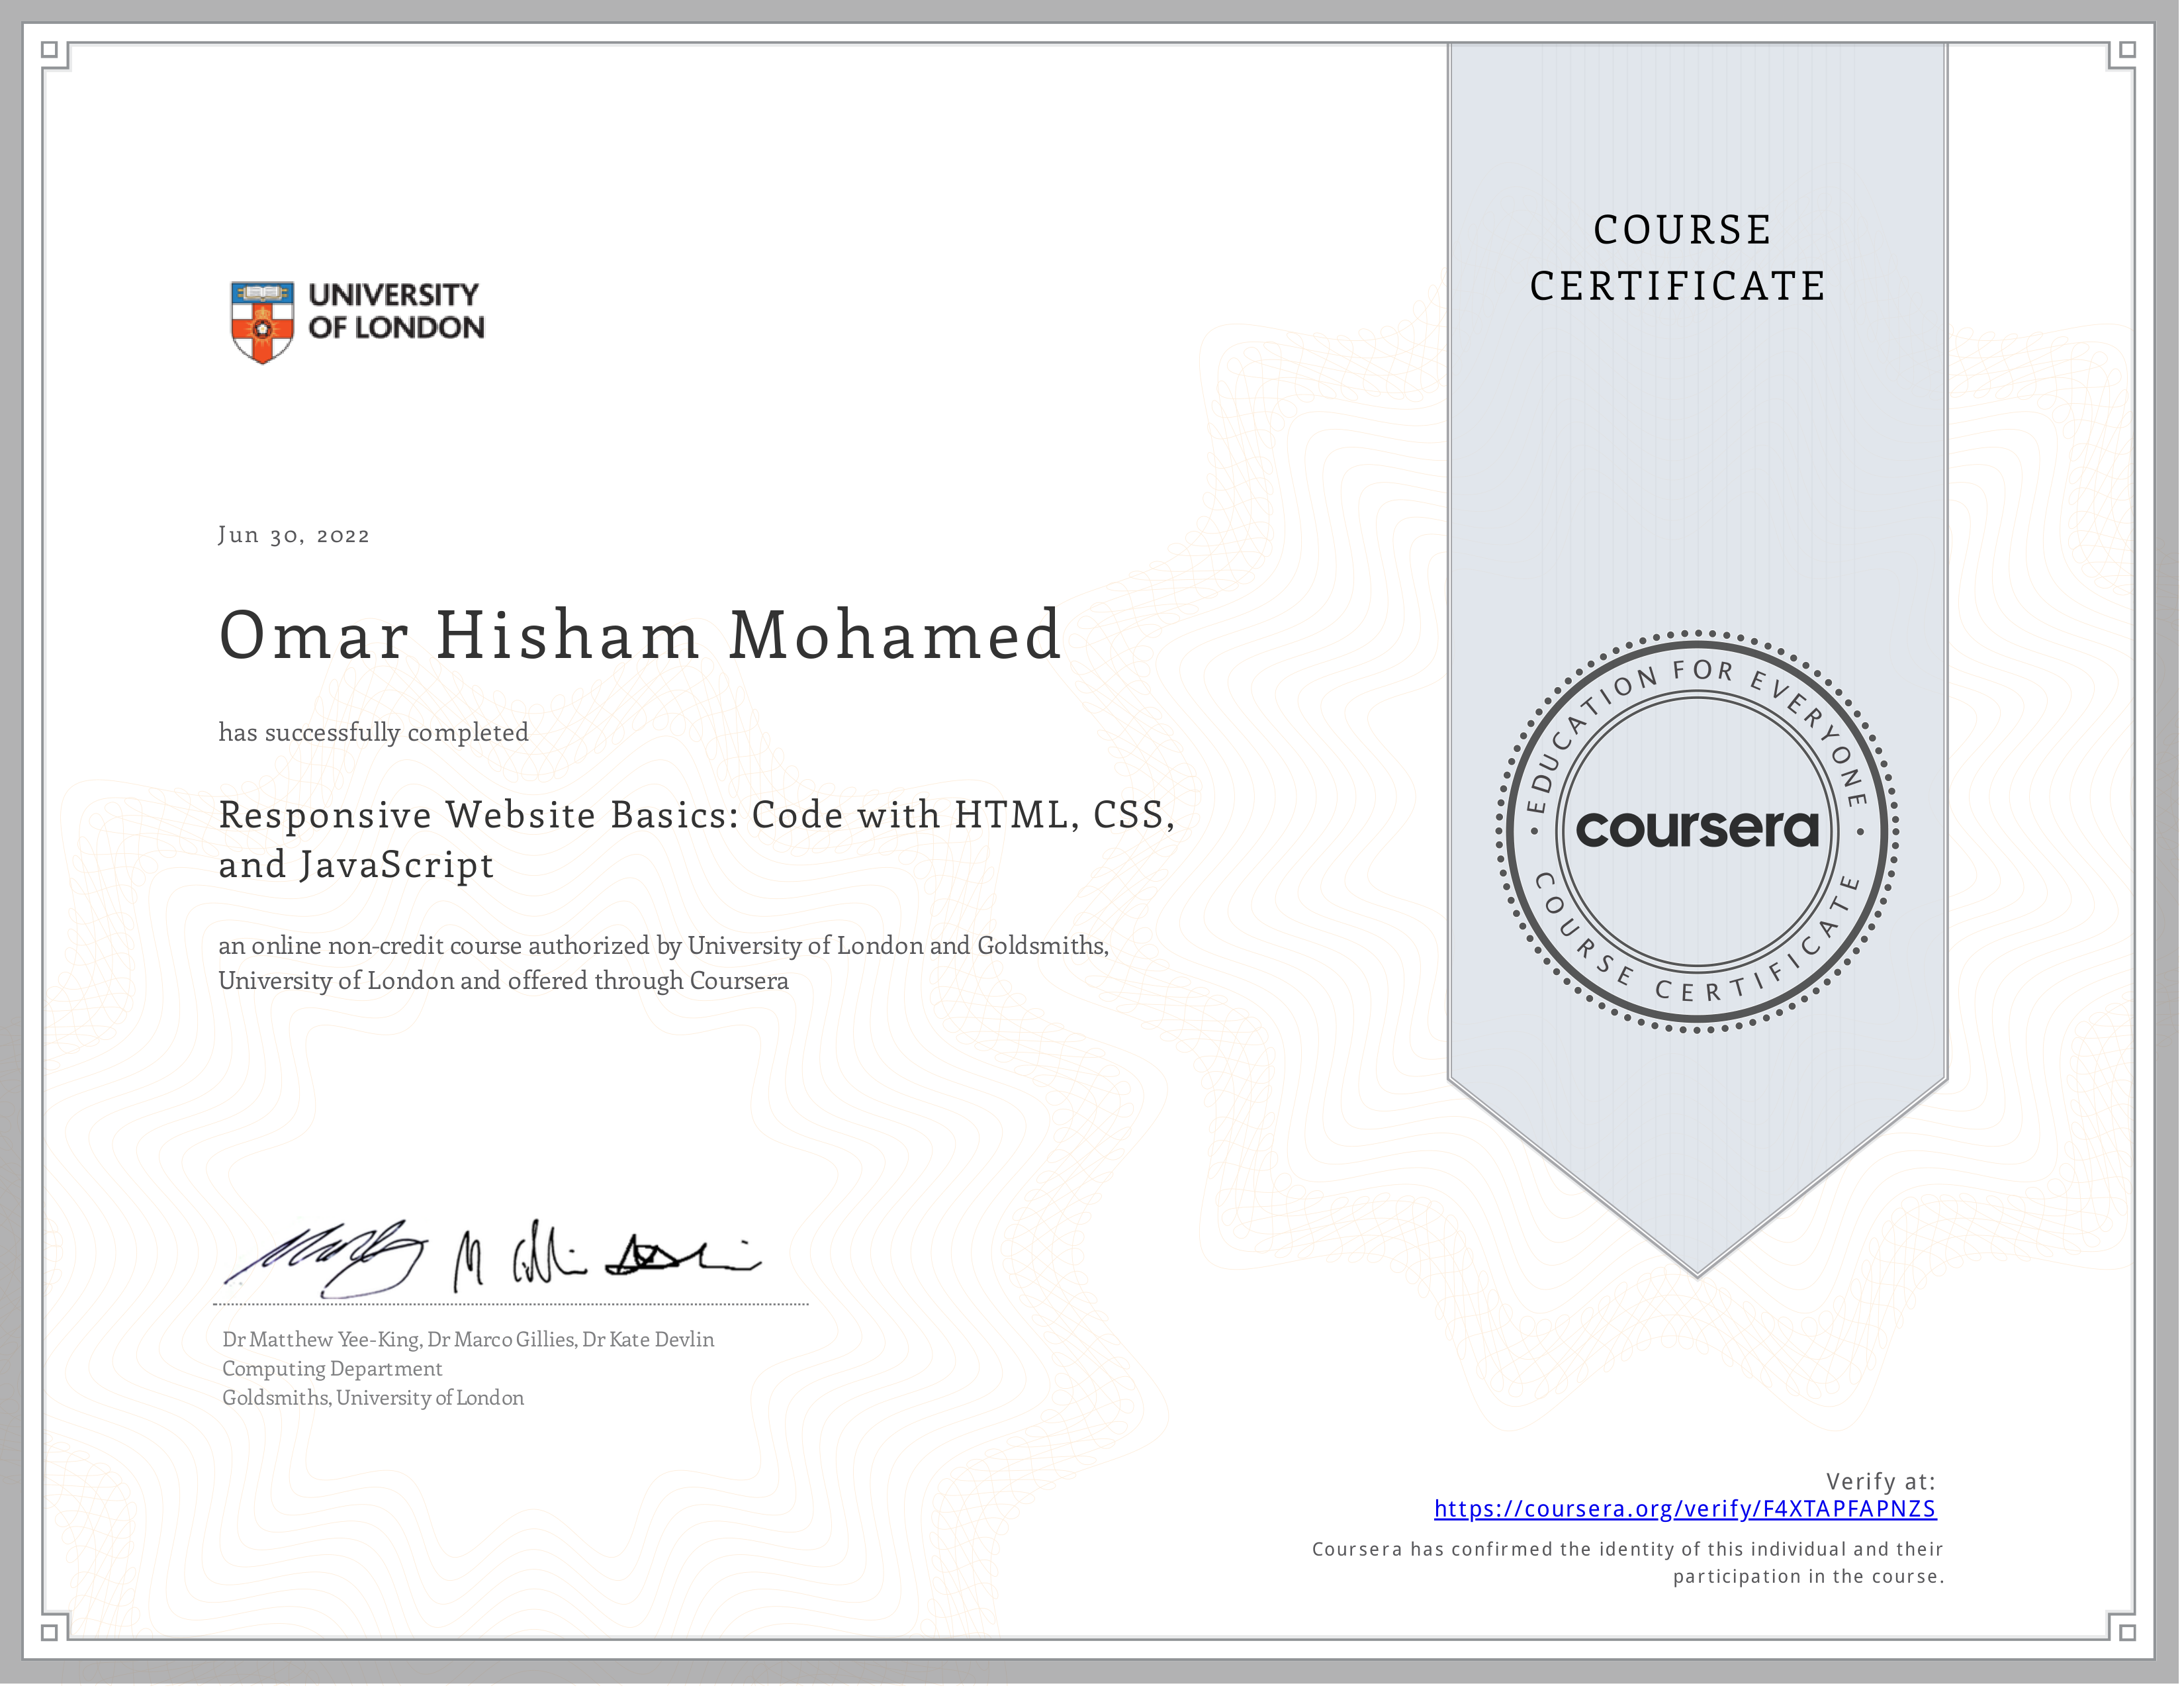 UNIVERSITY
OF LONDON
COURSE
CERTIFICATE
Jun 30, 2022
Omar Hisham Mohamed
has successfully completed
Responsive Website Basics: Code with HTML, CSS,
and JavaScript
an online non-credit course authorized by University of London and Goldsmiths,
University of London and offered through Coursera
EDUCATION FOR EVERYONE
coursera
COURSE CERTIFICATE
Dr Matthew Yee-King, Dr Marco Gillies, Dr Kate Devlin
Computing Department
Goldsmiths, University of London
Verify at:
https://coursera.org/verify/F4XTAPFAPNZS
Coursera has confirmed the identity of this individual and their
participation in the course.